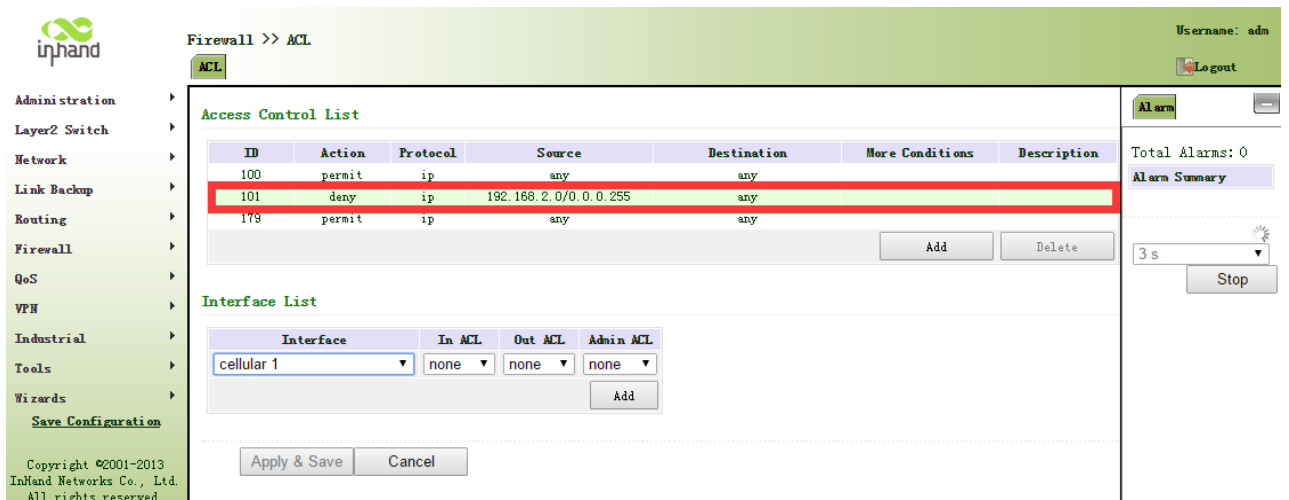 inhand
Firewall >> ACL
Username: adm
ACL
Logout
Administration
Layer2 Switch
Network
Link Backup
Routing
Firewall
QoS
VPN
Industrial
Tools
Wizards
Save Configuration
Copyright ©2001-2013
InHand Networks Co., Ltd.
All rights reserved
Access Control List
ID Action Protocol Source Destination More Conditions Description
100 permit ip any any
101 deny ip 192.168.2.0/0.0.0.255 any
179 permit ip any any
Add Delete
Interface List
Interface In ACL Out ACL Admin ACL
cellular 1 none none none
Add
Apply & Save Cancel
Alarm
Total Alarms: 0
Alarm Summary
3 s
Stop